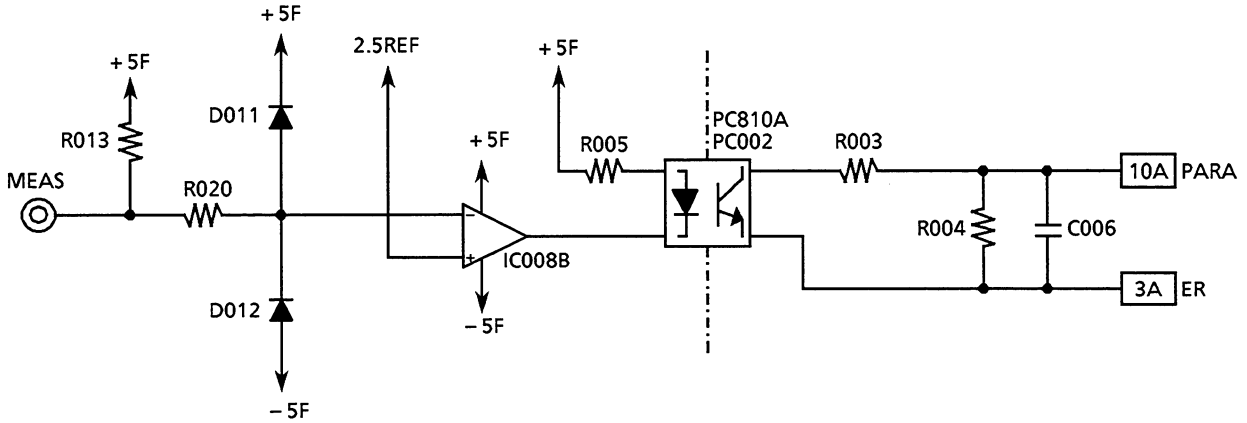 +5F
2.5REF
+5F
+5F
D011
PC810A
PC002
R013
+5F
R005
R003
MEAS
R020
10A PARA
−
R004
C006
+
IC008B
3A ER
D012
−5F
−5F